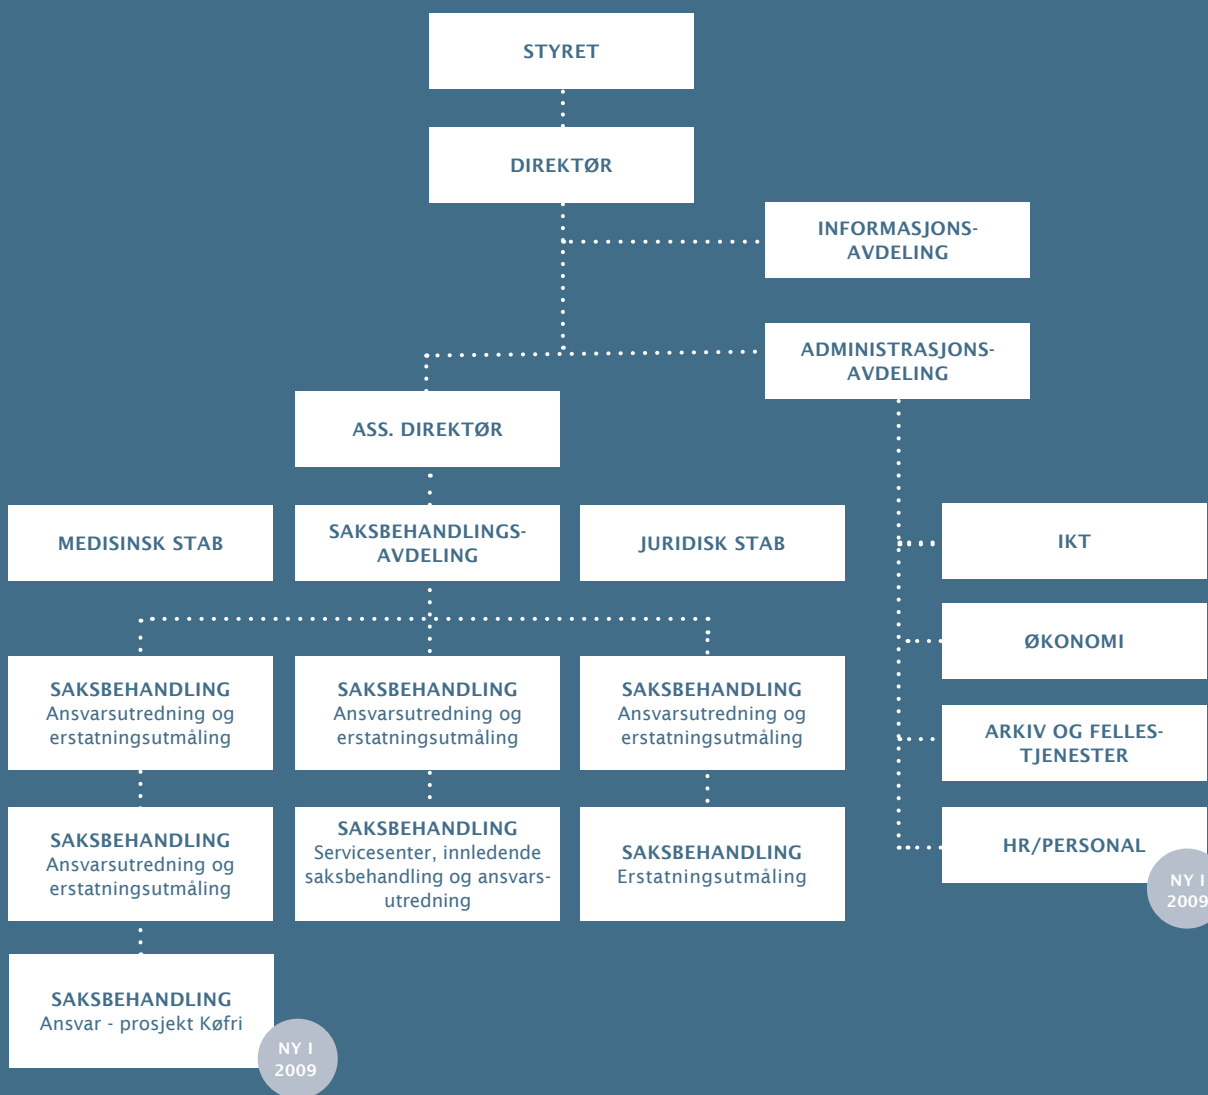 STYRET
DIREKTØR
INFORMASJONS-
AVDELING
ADMINISTRASJONS-
AVDELING
ASS. DIREKTØR
MEDISINSK STAB
SAKSBEHANDLINGS-
AVDELING
JURIDISK STAB
IKT
ØKONOMI
ARKIV OG FELLES-
TJENESTER
HR/PERSONAL
NY I
2009
SAKSBEHANDLING
Ansvarsutredning og
erstatningsutmåling
SAKSBEHANDLING
Ansvarsutredning og
erstatningsutmåling
SAKSBEHANDLING
Ansvarsutredning og
erstatningsutmåling
SAKSBEHANDLING
Ansvarsutredning og
erstatningsutmåling
SAKSBEHANDLING
Servicesenter, innledende
saksbehandling og ansvars-
utredning
SAKSBEHANDLING
Erstatningsutmåling
SAKSBEHANDLING
Ansvar - prosjekt Køfri
NY I
2009